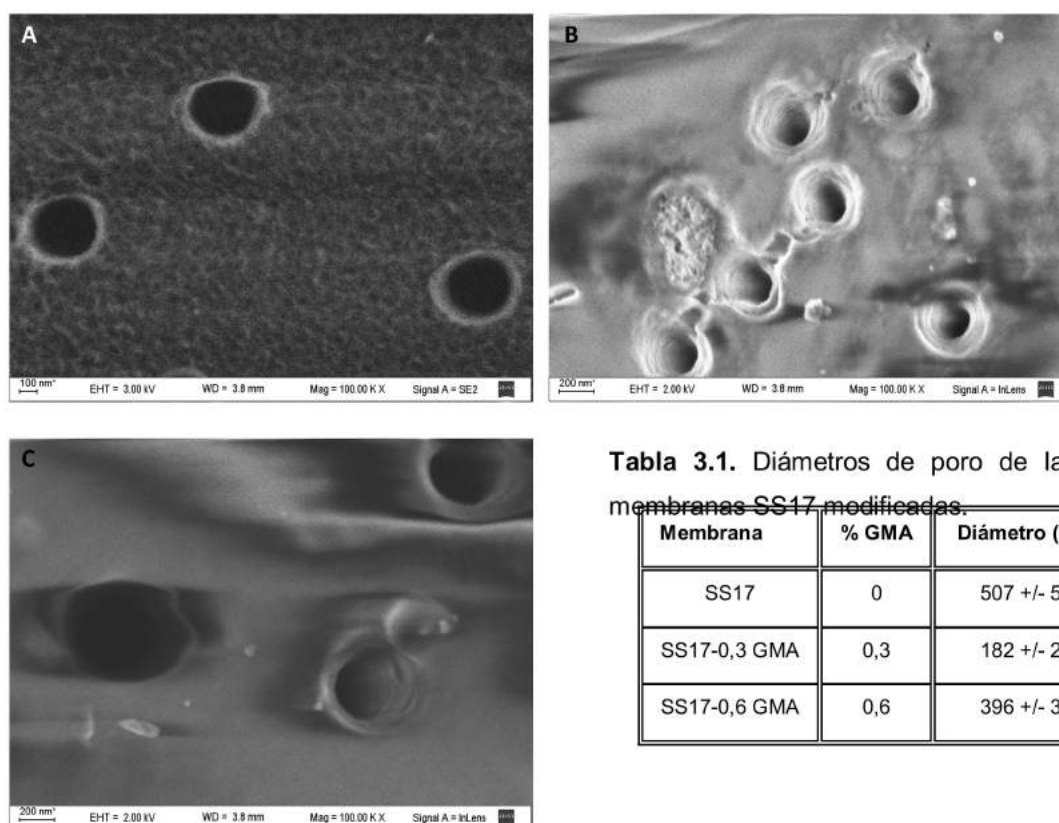 A
100 nm* EHT = 3.00 kV WD = 3.8 mm Mag = 100.00 K X Signal A = SE2
B
200 nm* EHT = 2.00 kV WD = 3.8 mm Mag = 100.00 K X Signal A = InLens
C
200 nm* EHT = 2.00 kV WD = 3.8 mm Mag = 100.00 K X Signal A = InLens
Tabla 3.1. Diámetros de poro de la
membranas SS17 modificadas.
Membrana % GMA Diámetro (
SS17 0 507 +/- 5
SS17-0,3 GMA 0,3 182 +/- 2
SS17-0,6 GMA 0,6 396 +/- 3